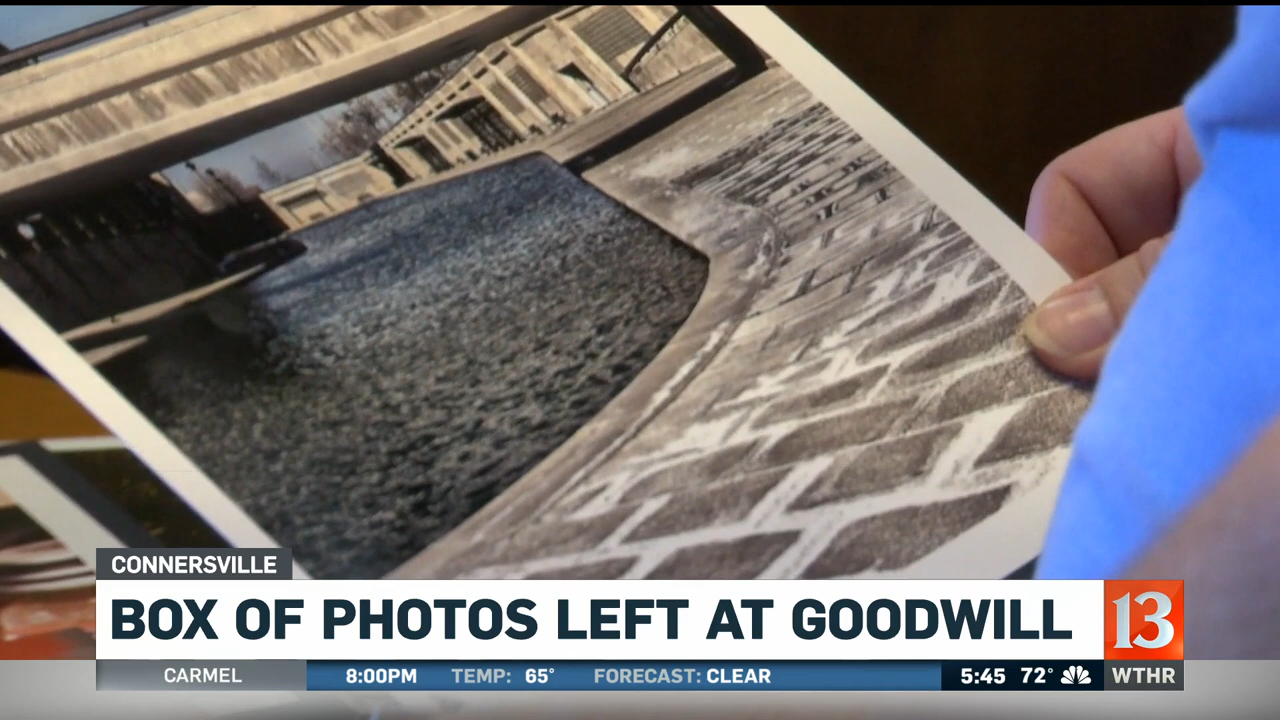 CONNERSVILLE
BOX OF PHOTOS LEFT AT GOODWILL
13
CARMEL 8:00PM TEMP: 65° FORECAST: CLEAR 5:45 72° WTHR